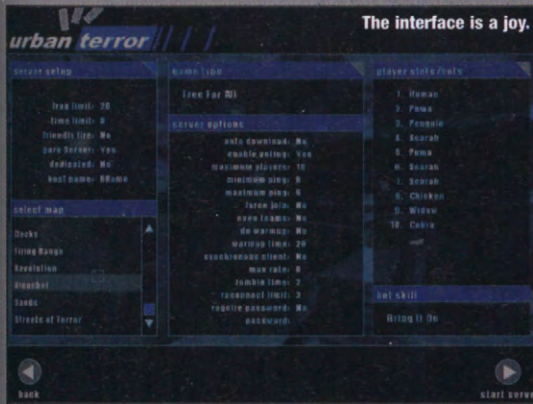 The interface is a joy.
urban terror
server setup
frag limit: 20
time limit: 0
friendly fire: No
pure server: Yes
dedicated: No
host name:
select map
Docks
Firing Range
Revolution
Ricochet
Sands
Streets of Terror
game type
Free For All
server options
auto download: No
enable voting: Yes
maximum players: 10
minimum ping: 0
maximum ping: 0
force join: No
even teams: No
do warmup: No
warmup time: 20
synchronous client: No
max rate: 0
zombie time: 2
reconnect limit: 3
require password: No
password:
player slots/bots
1. Human
2. Puma
3. Penguin
4. Scarab
5. Puma
6. Scarab
7. Scarab
8. Chicken
9. Widow
10. Cobra
bot skill
Bring It On
back
start serve